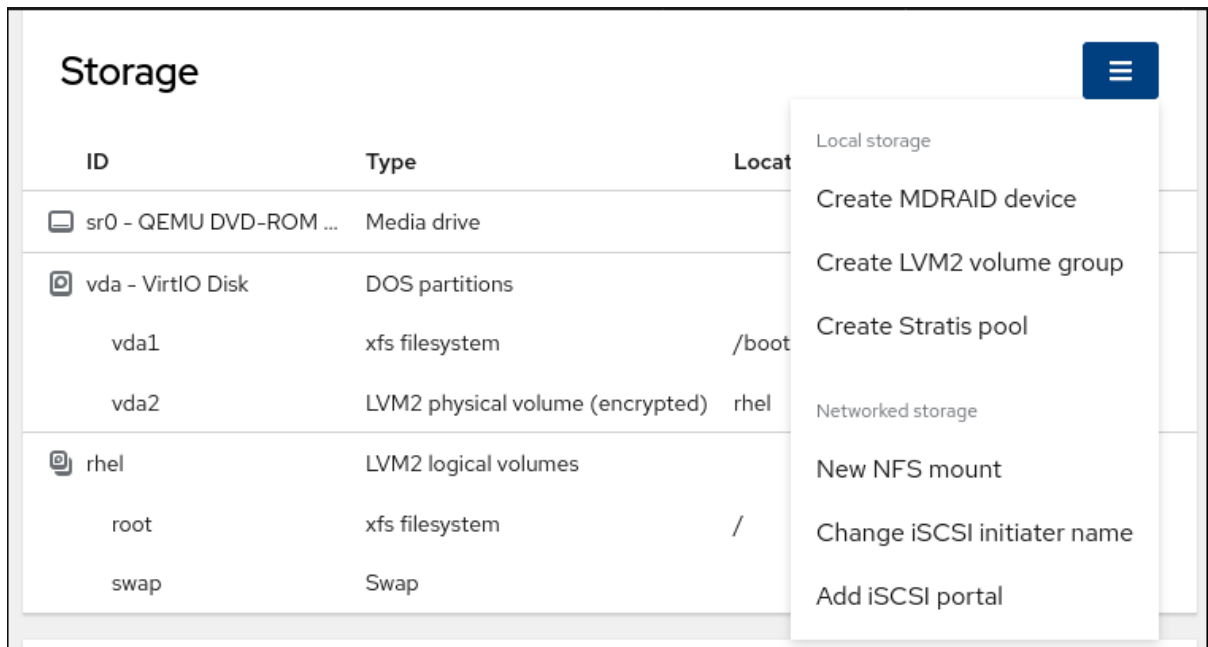 Storage
ID Type Locat
sr0 - QEMU DVD-ROM ... Media drive
vda - VirtIO Disk DOS partitions
vda1 xfs filesystem /boot
vda2 LVM2 physical volume (encrypted) rhel
rhel LVM2 logical volumes
root xfs filesystem /
swap Swap
Local storage
Create MDRAID device
Create LVM2 volume group
Create Stratis pool
Networked storage
New NFS mount
Change iSCSI initiater name
Add iSCSI portal